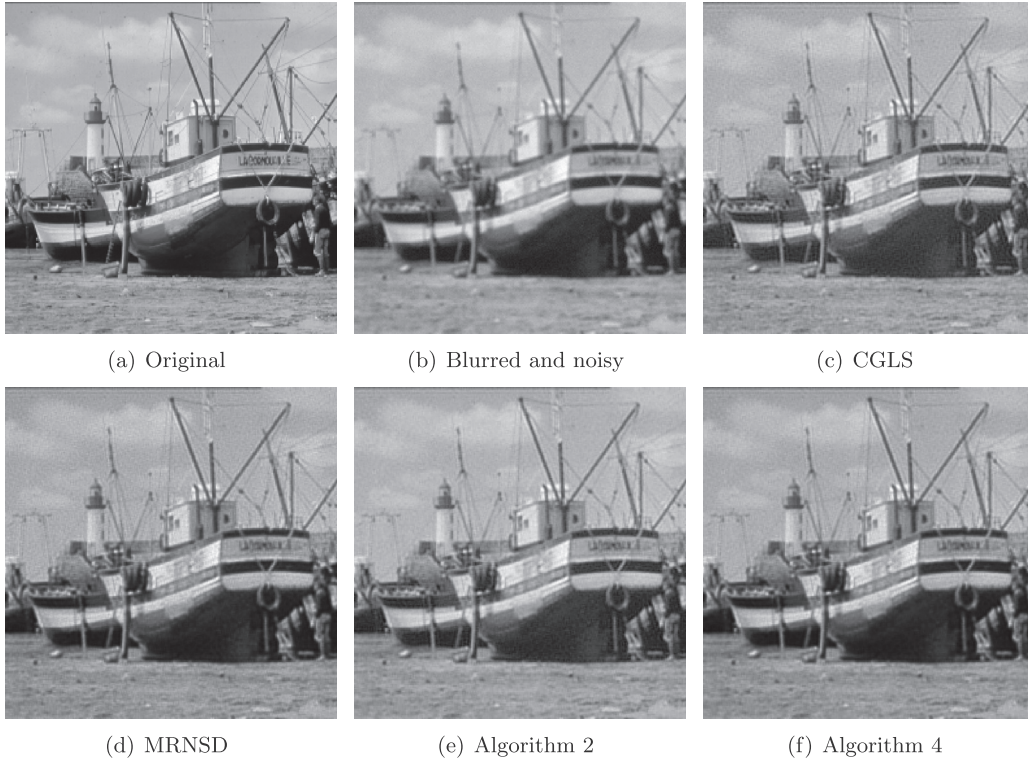 (a) Original
(b) Blurred and noisy
(c) CGLS
(d) MRNSD
(e) Algorithm 2
(f) Algorithm 4